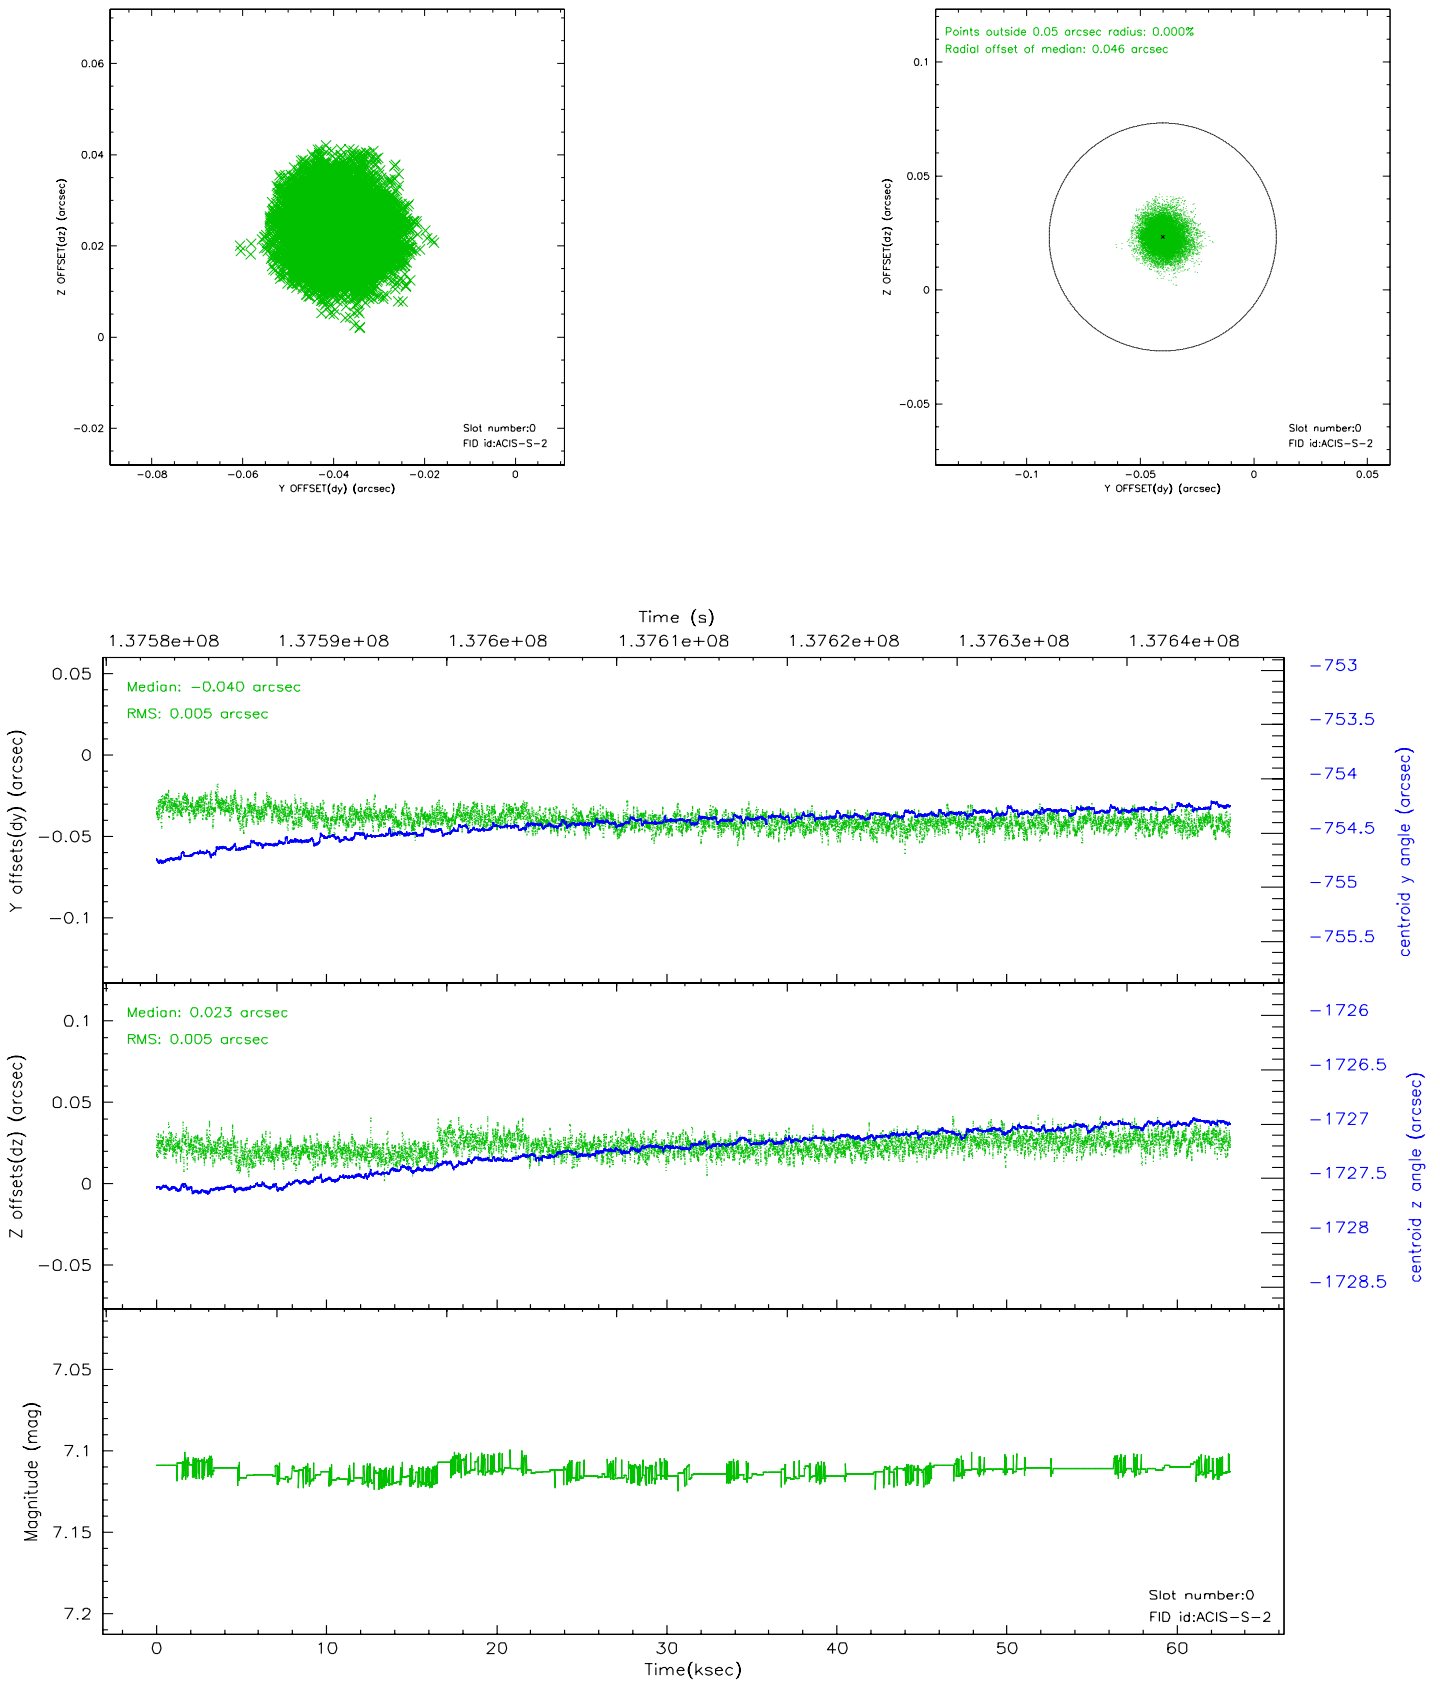 0.06
0.04
0.02
0
-0.02
Z OFFSET(dz) (arcsec)
Slot number:0
FID id:ACIS-S-2
-0.08 -0.06 -0.04 -0.02 0
Y OFFSET(dy) (arcsec)
Points outside 0.05 arcsec radius: 0.000%
Radial offset of median: 0.046 arcsec
0.1
0.05
0
-0.05
Z OFFSET(dz) (arcsec)
Slot number:0
FID id:ACIS-S-2
-0.1 -0.05 0 0.05
Y OFFSET(dy) (arcsec)
Time (s)
1.3758e+08 1.3759e+08 1.376e+08 1.3761e+08 1.3762e+08 1.3763e+08 1.3764e+08
Median: -0.040 arcsec
RMS: 0.005 arcsec
0.05
0
-0.05
-0.1
Y offsets(dy) (arcsec)
-753
-753.5
-754
-754.5
-755
-755.5
centroid y angle (arcsec)
Median: 0.023 arcsec
RMS: 0.005 arcsec
0.1
0.05
0
-0.05
Z offsets(dz) (arcsec)
-1726
-1726.5
-1727
-1727.5
-1728
-1728.5
centroid z angle (arcsec)
7.05
7.1
7.15
7.2
Magnitude (mag)
Slot number:0
FID id:ACIS-S-2
0 10 20 30 40 50 60
Time(ksec)